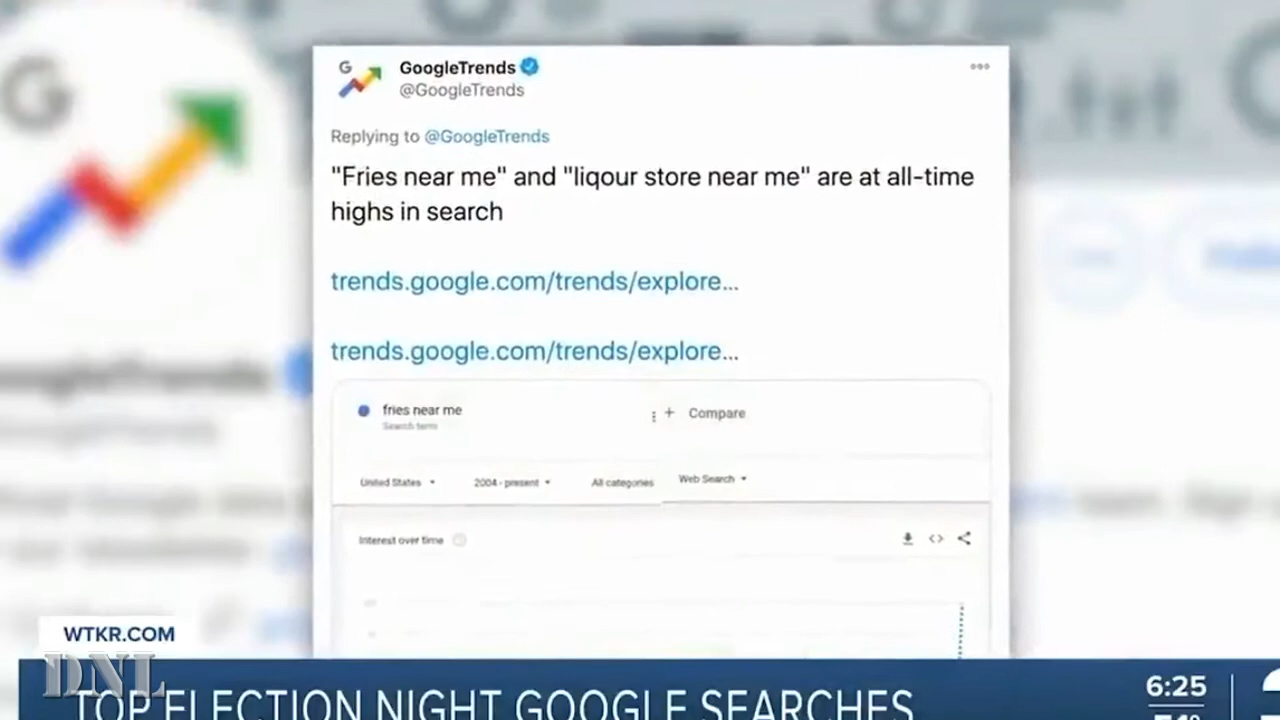 GoogleTrends
@GoogleTrends
Replying to @GoogleTrends
"Fries near me" and "liqour store near me" are at all-time
highs in search
trends.google.com/trends/explore...
trends.google.com/trends/explore...
fries near me
Search term
+ Compare
United States
2004 - present
All categories
Web Search
Interest over time
WTKR.COM
DNL
TOP ELECTION NIGHT GOOGLE SEARCHES
6:25